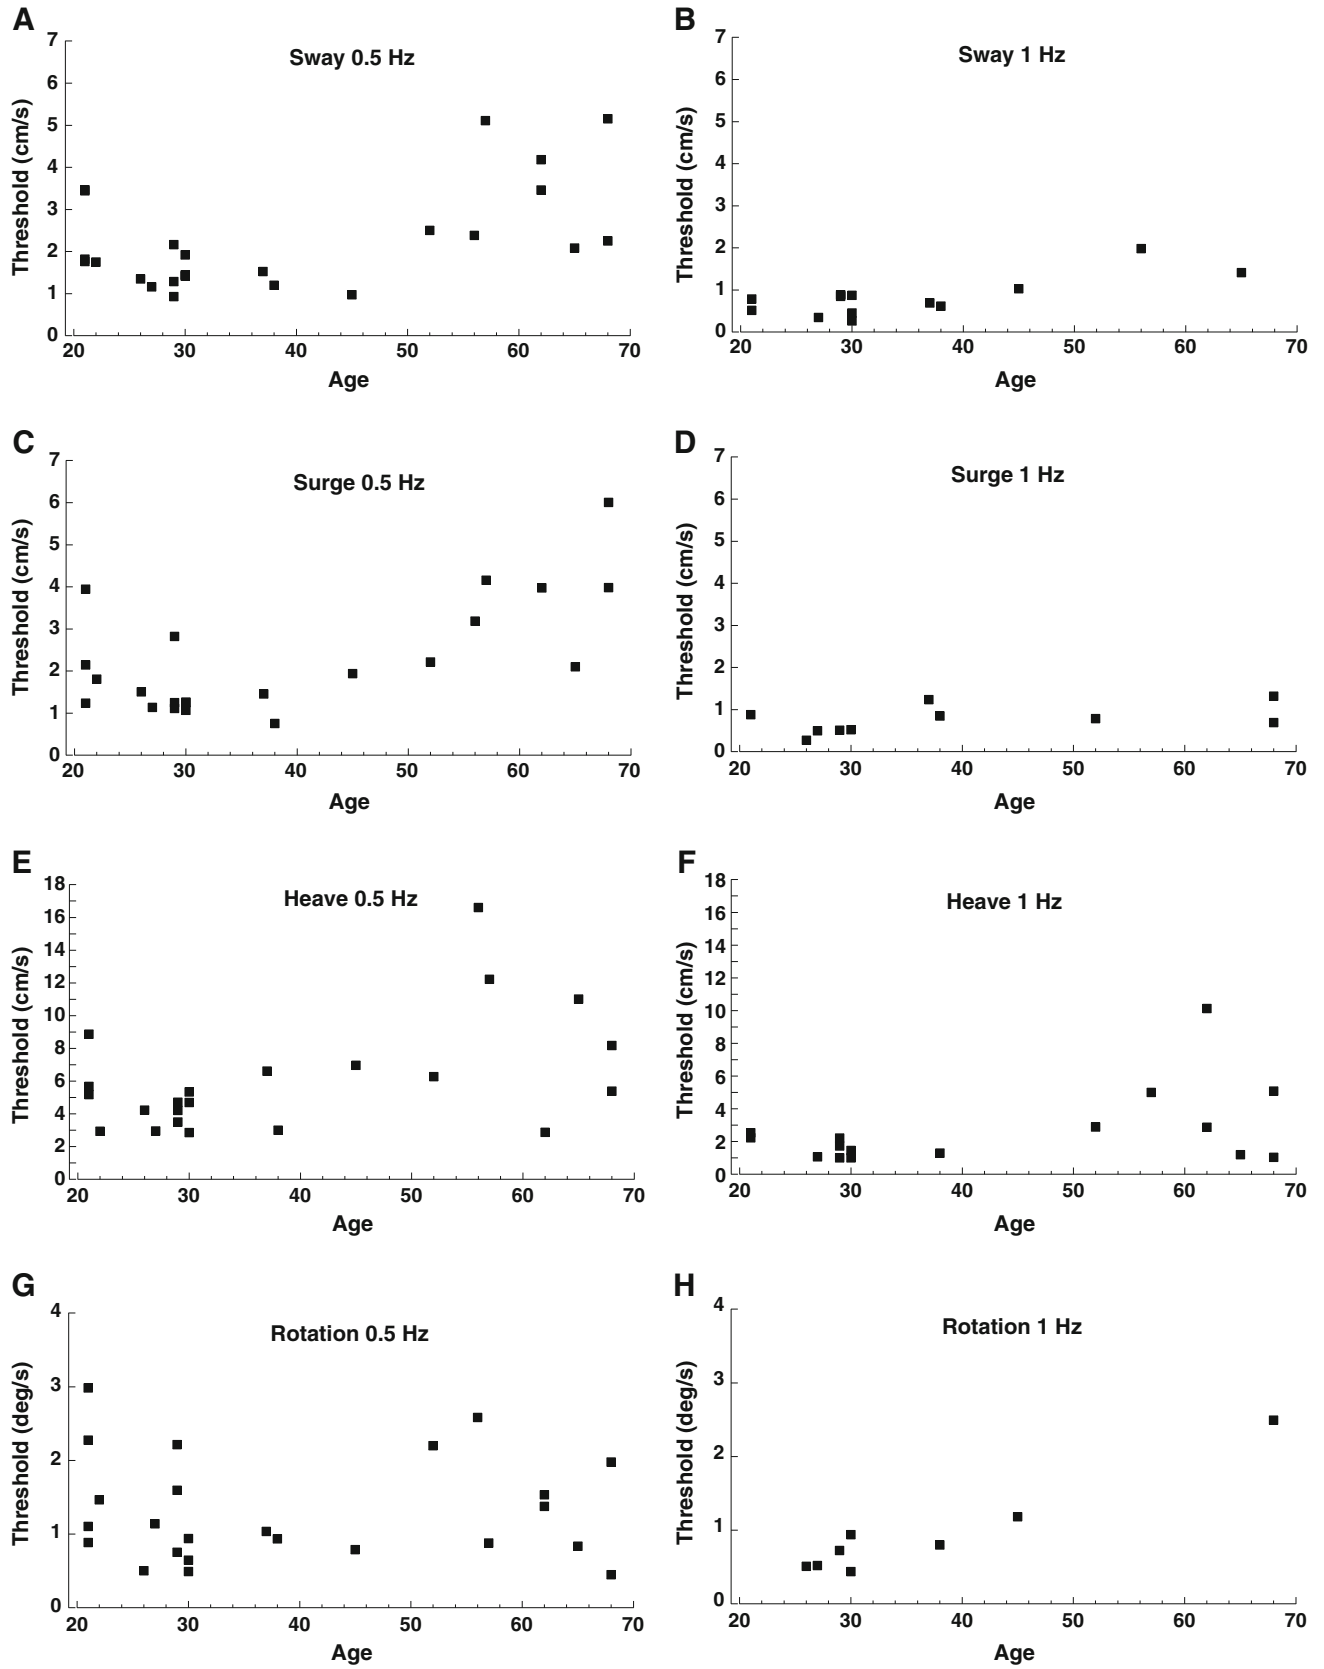 A
Sway 0.5 Hz
Threshold (cm/s)
7
6
5
4
3
2
1
0
20 30 40 50 60 70
Age
B
Sway 1 Hz
Threshold (cm/s)
7
6
5
4
3
2
1
0
20 30 40 50 60 70
Age
C
Surge 0.5 Hz
Threshold (cm/s)
7
6
5
4
3
2
1
0
20 30 40 50 60 70
Age
D
Surge 1 Hz
Threshold (cm/s)
7
6
5
4
3
2
1
0
20 30 40 50 60 70
Age
E
Heave 0.5 Hz
Threshold (cm/s)
18
16
14
12
10
8
6
4
2
0
20 30 40 50 60 70
Age
F
Heave 1 Hz
Threshold (cm/s)
18
16
14
12
10
8
6
4
2
0
20 30 40 50 60 70
Age
G
Rotation 0.5 Hz
Threshold (deg/s)
4
3
2
1
0
20 30 40 50 60 70
Age
H
Rotation 1 Hz
Threshold (deg/s)
4
3
2
1
0
20 30 40 50 60 70
Age